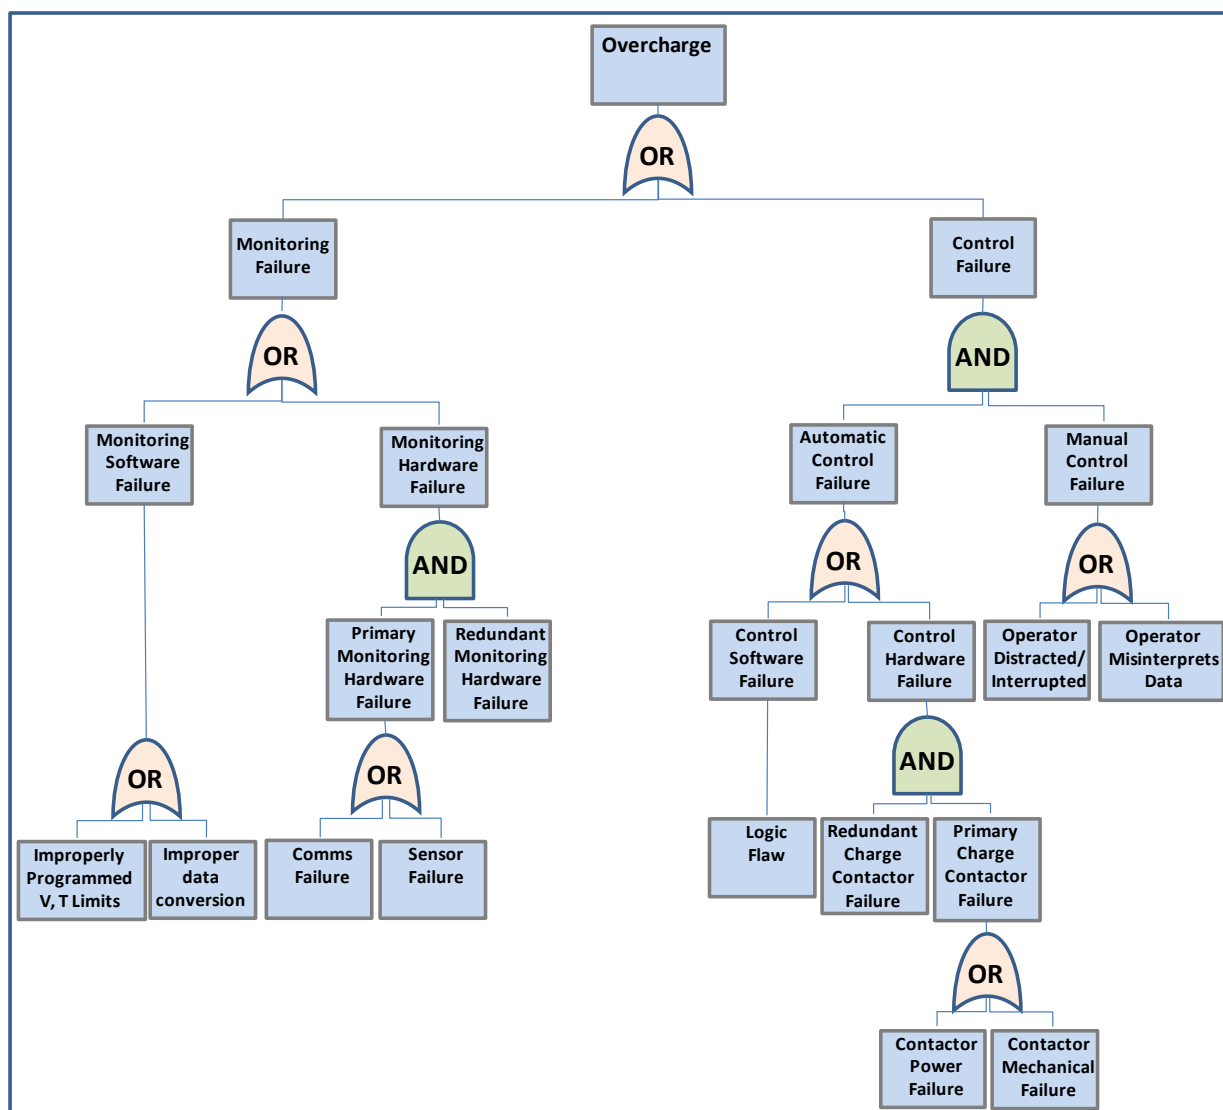 Overcharge
OR
Monitoring
Failure
Control
Failure
OR
AND
Monitoring
Software
Failure
Monitoring
Hardware
Failure
Automatic
Control
Failure
Manual
Control
Failure
AND
OR
OR
Primary
Monitoring
Hardware
Failure
Redundant
Monitoring
Hardware
Failure
Control
Software
Failure
Control
Hardware
Failure
Operator
Distracted/
Interrupted
Operator
Misinterprets
Data
OR
OR
AND
Improperly
Programmed
V, T Limits
Improper
data
conversion
Comms
Failure
Sensor
Failure
Logic
Flaw
Redundant
Charge
Contactor
Failure
Primary
Charge
Contactor
Failure
OR
Contactor
Power
Failure
Contactor
Mechanical
Failure